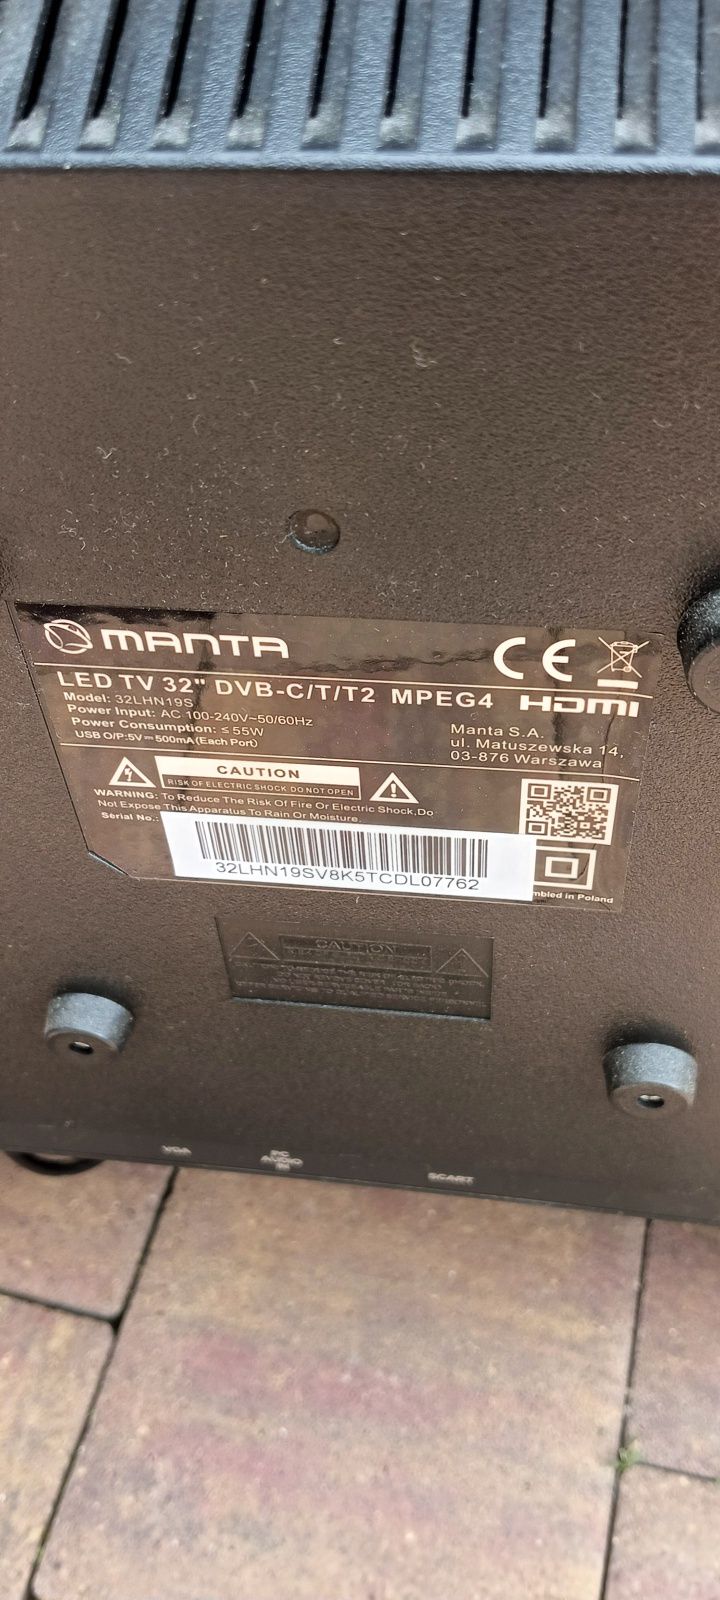 MANTA
CE
LED TV 32" DVB-C/T/T2 MPEG4 HDMI
Model: 32LHN19S
Power Input: AC 100-240V~50/60Hz
Power Consumption: ≤55W
USB O/P:5V⎓500mA(Each Port)
Manta S.A.
ul. Matuszewska 14,
03-876 Warszawa
CAUTION
RISK OF ELECTRIC SHOCK DO NOT OPEN
WARNING: To Reduce The Risk Of Fire Or Electric Shock,Do
Not Expose This Apparatus To Rain Or Moisture.
Serial No.:
32LHN19SV8K5TCDL07762
mbled in Poland
CAUTION
VGA
PC
AUDIO
IN
SCART